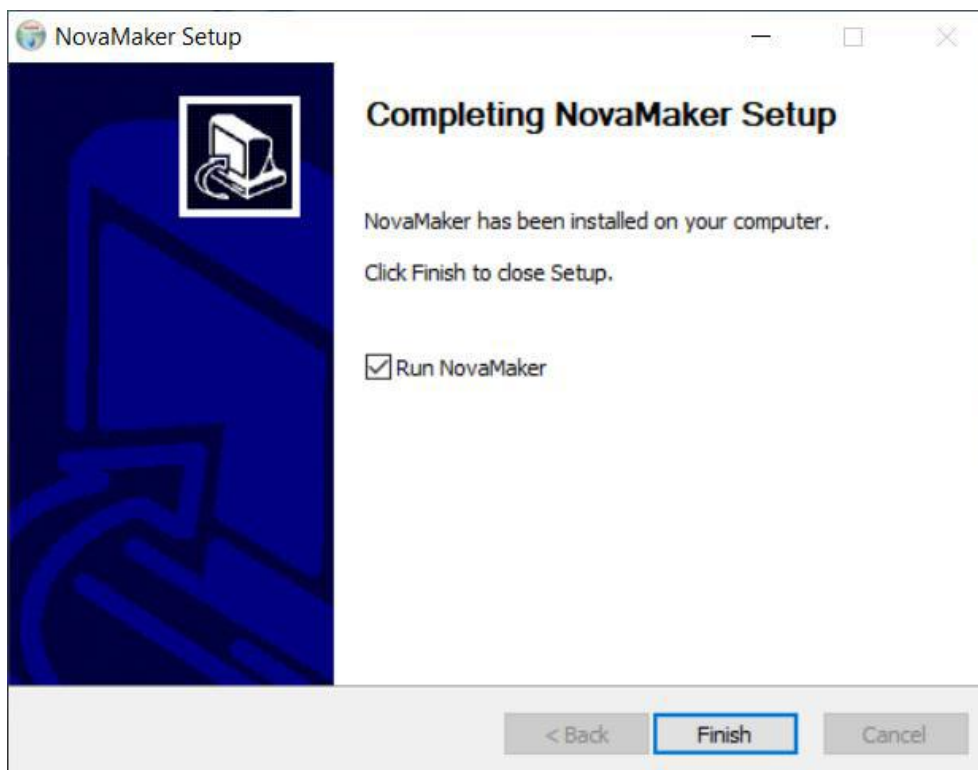 NovaMaker Setup
Completing NovaMaker Setup
NovaMaker has been installed on your computer.
Click Finish to close Setup.
Run NovaMaker
< Back
Finish
Cancel